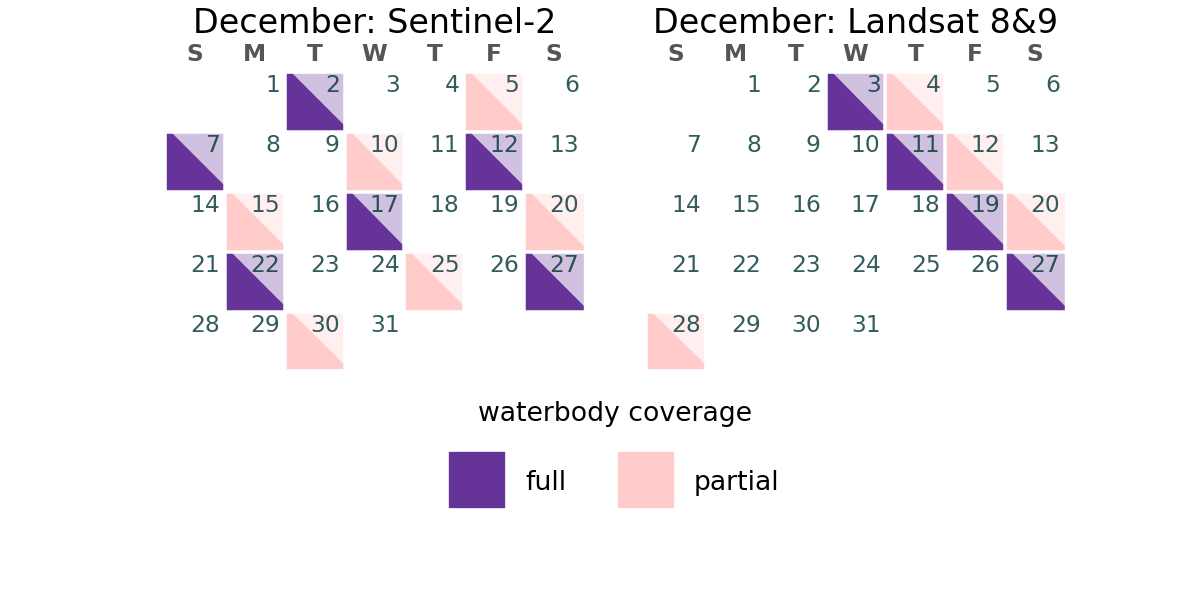 December: Sentinel-2
S M T W T F S
1 2 3 4 5 6
7 8 9 10 11 12 13
14 15 16 17 18 19 20
21 22 23 24 25 26 27
28 29 30 31
December: Landsat 8&9
S M T W T F S
1 2 3 4 5 6
7 8 9 10 11 12 13
14 15 16 17 18 19 20
21 22 23 24 25 26 27
28 29 30 31
waterbody coverage
full partial